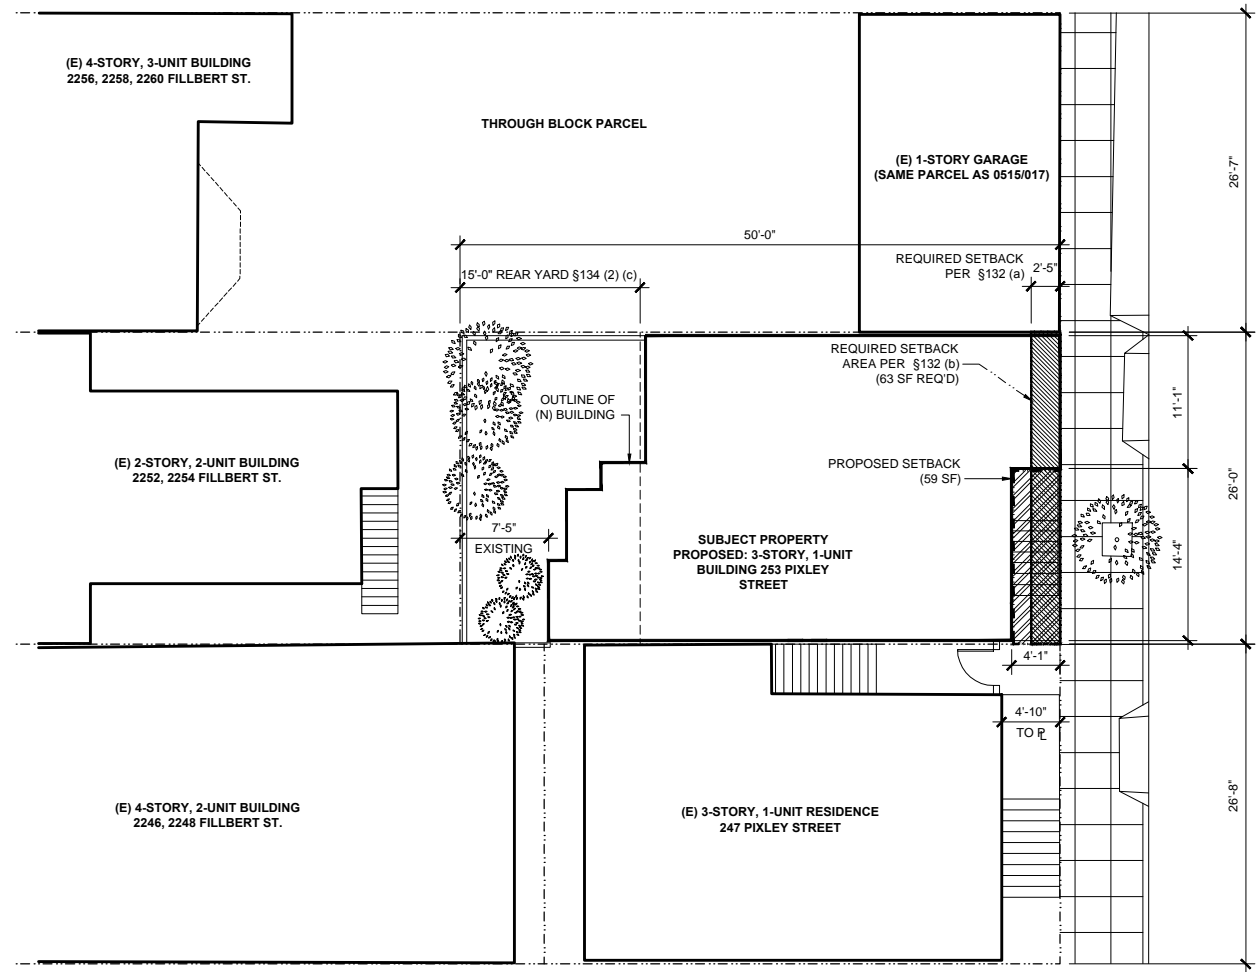 (E) 4-STORY, 3-UNIT BUILDING
2256, 2258, 2260 FILLBERT ST.
THROUGH BLOCK PARCEL
(E) 1-STORY GARAGE
(SAME PARCEL AS 0515/017)
26'-7"
50'-0"
15'-0" REAR YARD §134 (2) (c)
REQUIRED SETBACK
PER §132 (a)
2'-5"
REQUIRED SETBACK
AREA PER §132 (b)
(63 SF REQ'D)
OUTLINE OF
(N) BUILDING
11'-1"
(E) 2-STORY, 2-UNIT BUILDING
2252, 2254 FILLBERT ST.
PROPOSED SETBACK
(59 SF)
26'-0"
7'-5"
EXISTING
SUBJECT PROPERTY
PROPOSED: 3-STORY, 1-UNIT
BUILDING 253 PIXLEY
STREET
14'-4"
4'-1"
4'-10"
TO PL
(E) 4-STORY, 2-UNIT BUILDING
2246, 2248 FILLBERT ST.
(E) 3-STORY, 1-UNIT RESIDENCE
247 PIXLEY STREET
26'-8"